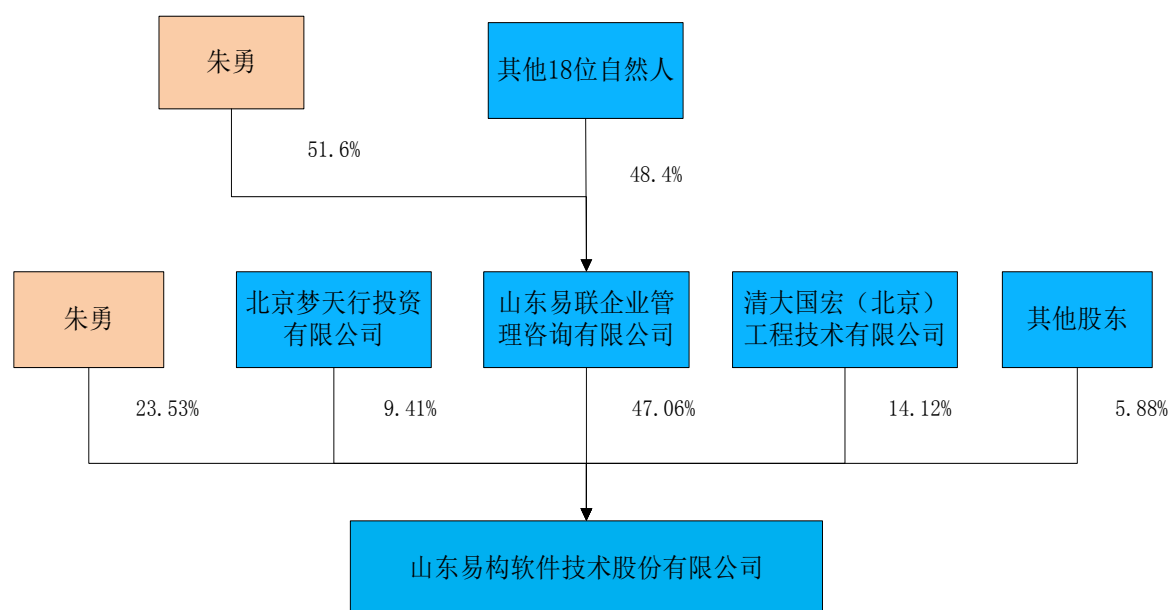 朱勇
其他18位自然人
51.6%
48.4%
朱勇
北京梦天行投资
有限公司
山东易联企业管
理咨询有限公司
清大国宏（北京）
工程技术有限公司
其他股东
23.53%
9.41%
47.06%
14.12%
5.88%
山东易构软件技术股份有限公司